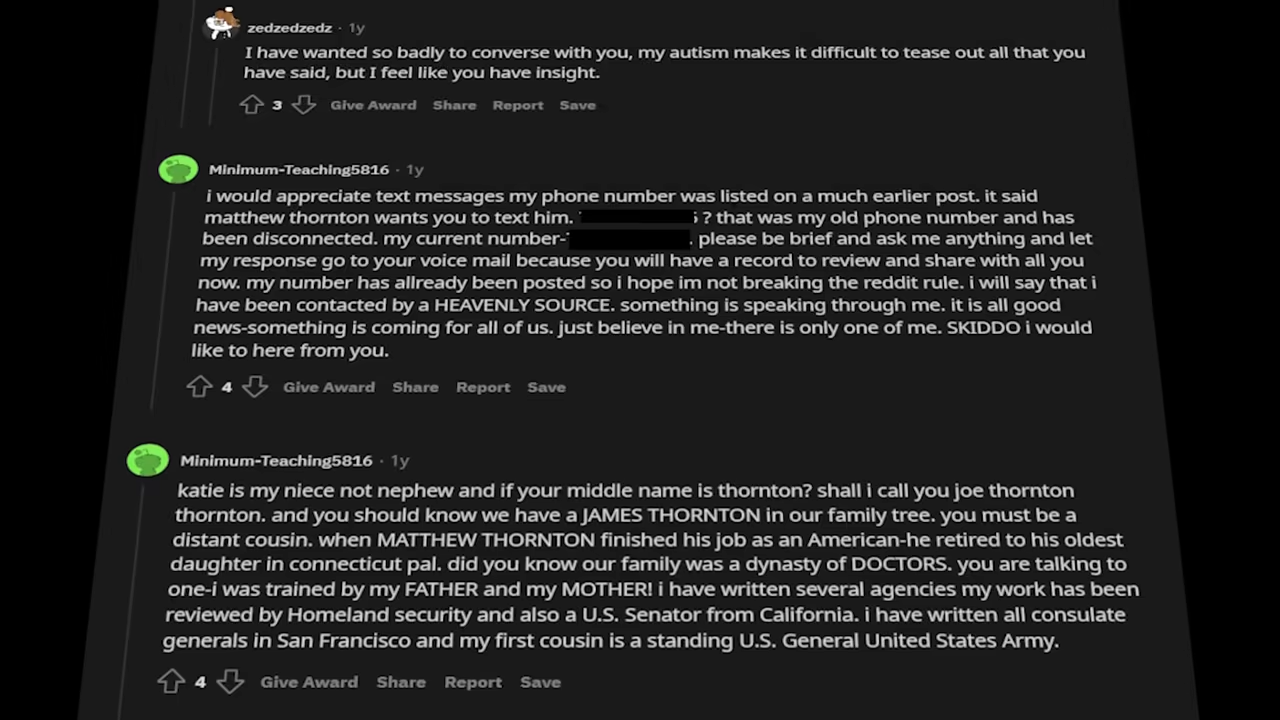 zedzedzedz · 1y
I have wanted so badly to converse with you, my autism makes it difficult to tease out all that you
have said, but I feel like you have insight.
3 Give Award Share Report Save
Minimum-Teaching5816 · 1y
i would appreciate text messages my phone number was listed on a much earlier post. it said
matthew thornton wants you to text him. ? that was my old phone number and has
been disconnected. my current number- . please be brief and ask me anything and let
my response go to your voice mail because you will have a record to review and share with all you
now. my number has allready been posted so i hope im not breaking the reddit rule. i will say that i
have been contacted by a HEAVENLY SOURCE. something is speaking through me. it is all good
news-something is coming for all of us. just believe in me-there is only one of me. SKIDDO i would
like to here from you.
4 Give Award Share Report Save
Minimum-Teaching5816 · 1y
katie is my niece not nephew and if your middle name is thornton? shall i call you joe thornton
thornton. and you should know we have a JAMES THORNTON in our family tree. you must be a
distant cousin. when MATTHEW THORNTON finished his job as an American-he retired to his oldest
daughter in connecticut pal. did you know our family was a dynasty of DOCTORS. you are talking to
one-i was trained by my FATHER and my MOTHER! i have written several agencies my work has been
reviewed by Homeland security and also a U.S. Senator from California. i have written all consulate
generals in San Francisco and my first cousin is a standing U.S. General United States Army.
4 Give Award Share Report Save